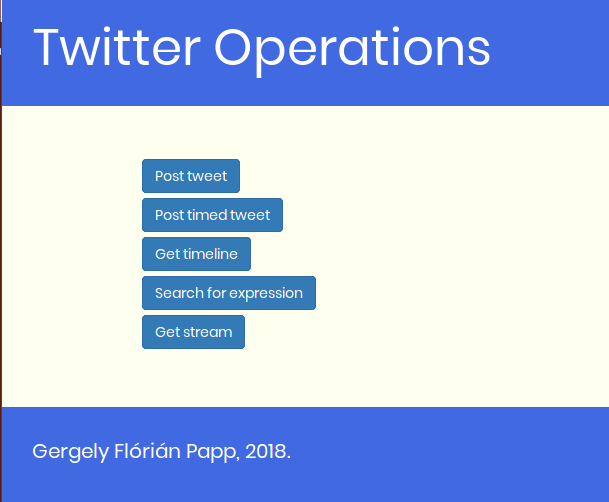 Twitter Operations
Post tweet
Post timed tweet
Get timeline
Search for expression
Get stream
Gergely Flórián Papp, 2018.